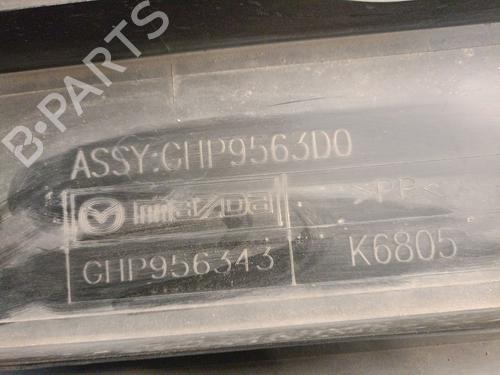 B-PARTS
ASSY:CHP9563D0
mazda
>PP<
CHP956343
K6805